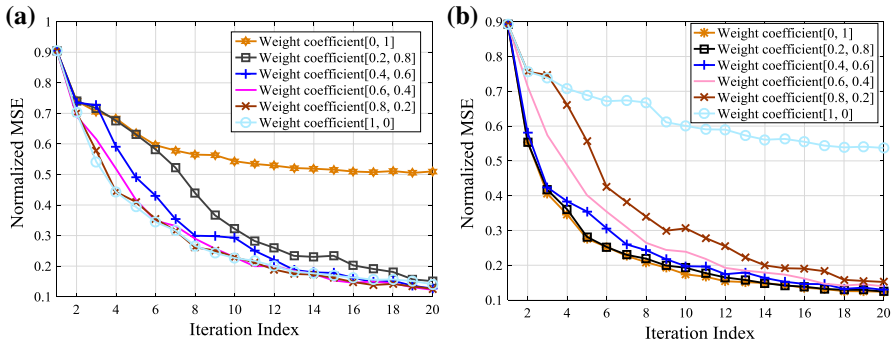 (a)
Normalized MSE
1
0.9
0.8
0.7
0.6
0.5
0.4
0.3
0.2
0.1
2 4 6 8 10 12 14 16 18 20
Iteration Index
Weight coefficient[0, 1]
Weight coefficient[0.2, 0.8]
Weight coefficient[0.4, 0.6]
Weight coefficient[0.6, 0.4]
Weight coefficient[0.8, 0.2]
Weight coefficient[1, 0]
(b)
Normalized MSE
0.9
0.8
0.7
0.6
0.5
0.4
0.3
0.2
0.1
2 4 6 8 10 12 14 16 18 20
Iteration Index
Weight coefficient[0, 1]
Weight coefficient[0.2, 0.8]
Weight coefficient[0.4, 0.6]
Weight coefficient[0.6, 0.4]
Weight coefficient[0.8, 0.2]
Weight coefficient[1, 0]